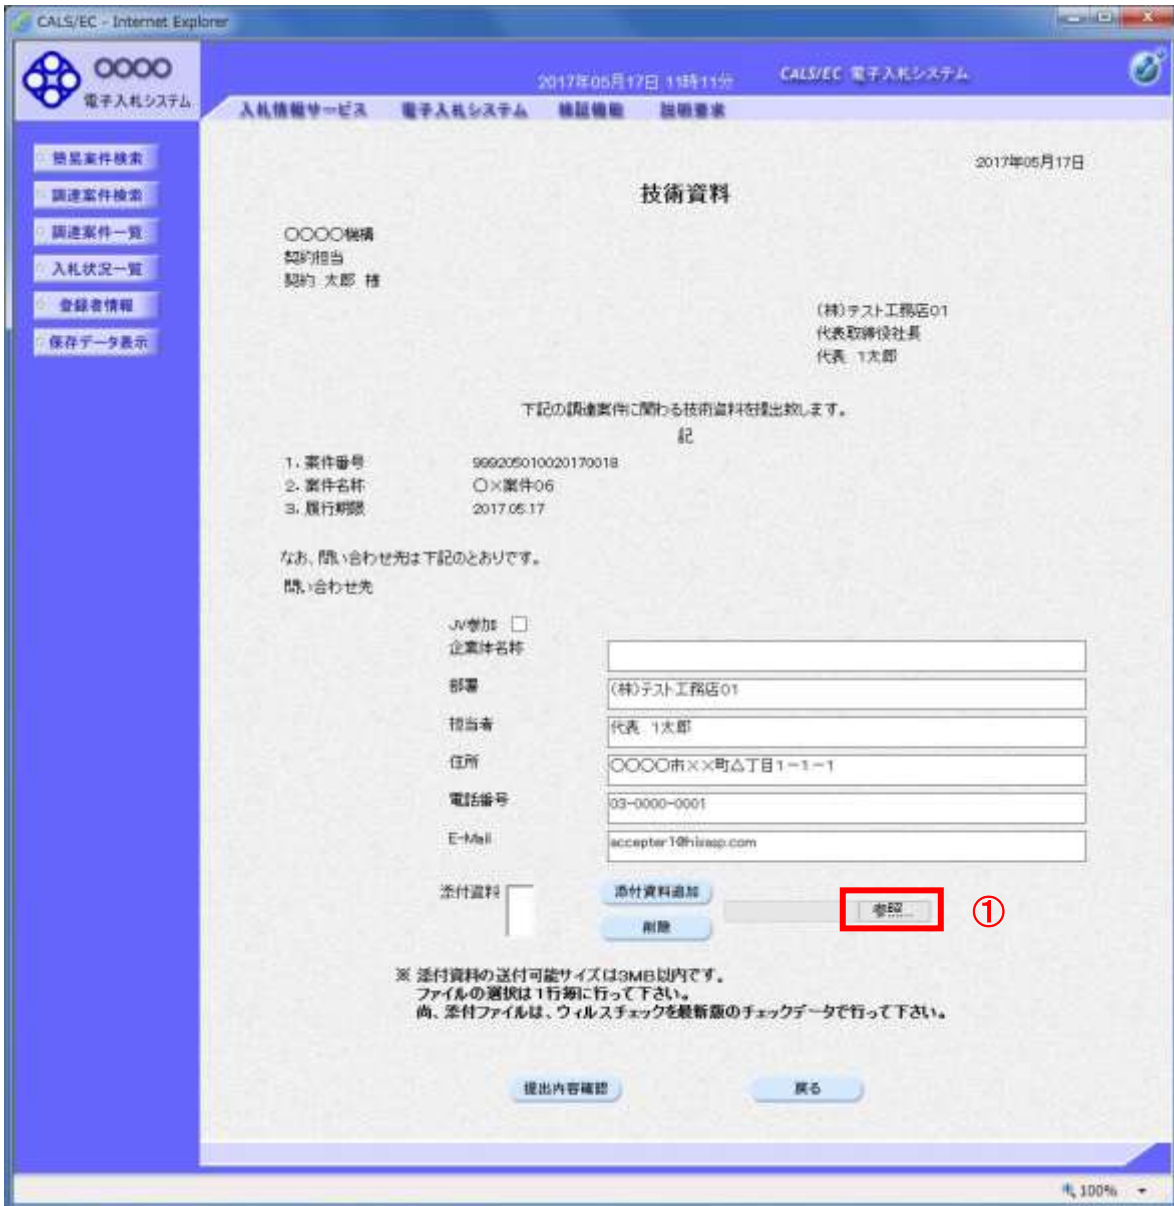 CALS/EC - Internet Explorer
〇〇〇〇
電子入札システム
2017年05月17日 11時11分
CALS/EC 電子入札システム
入札情報サービス 電子入札システム 検証機能 説明要求
簡易案件検索
調達案件検索
調達案件一覧
入札状況一覧
登録者情報
保存データ表示
2017年05月17日
技術資料
〇〇〇〇機構
契約担当
契約 太郎 様
(株)テスト工務店01
代表取締役社長
代表 1太郎
下記の調達案件に関わる技術資料を提出致します。
記
1. 案件番号 999205010020170018
2. 案件名称 〇×案件06
3. 履行期限 2017.05.17
なお、問い合わせ先は下記のとおりです。
問い合わせ先
JV参加
企業体名称
部署 (株)テスト工務店01
担当者 代表 1太郎
住所 〇〇〇〇市××町△丁目1-1-1
電話番号 03-0000-0001
E-Mail accepter1@hisasp.com
添付資料 添付資料追加 参照... ①
削除
※ 添付資料の送付可能サイズは3MB以内です。
ファイルの選択は1行毎に行って下さい。
尚、添付ファイルは、ウィルスチェックを最新版のチェックデータで行って下さい。
提出内容確認 戻る
100%